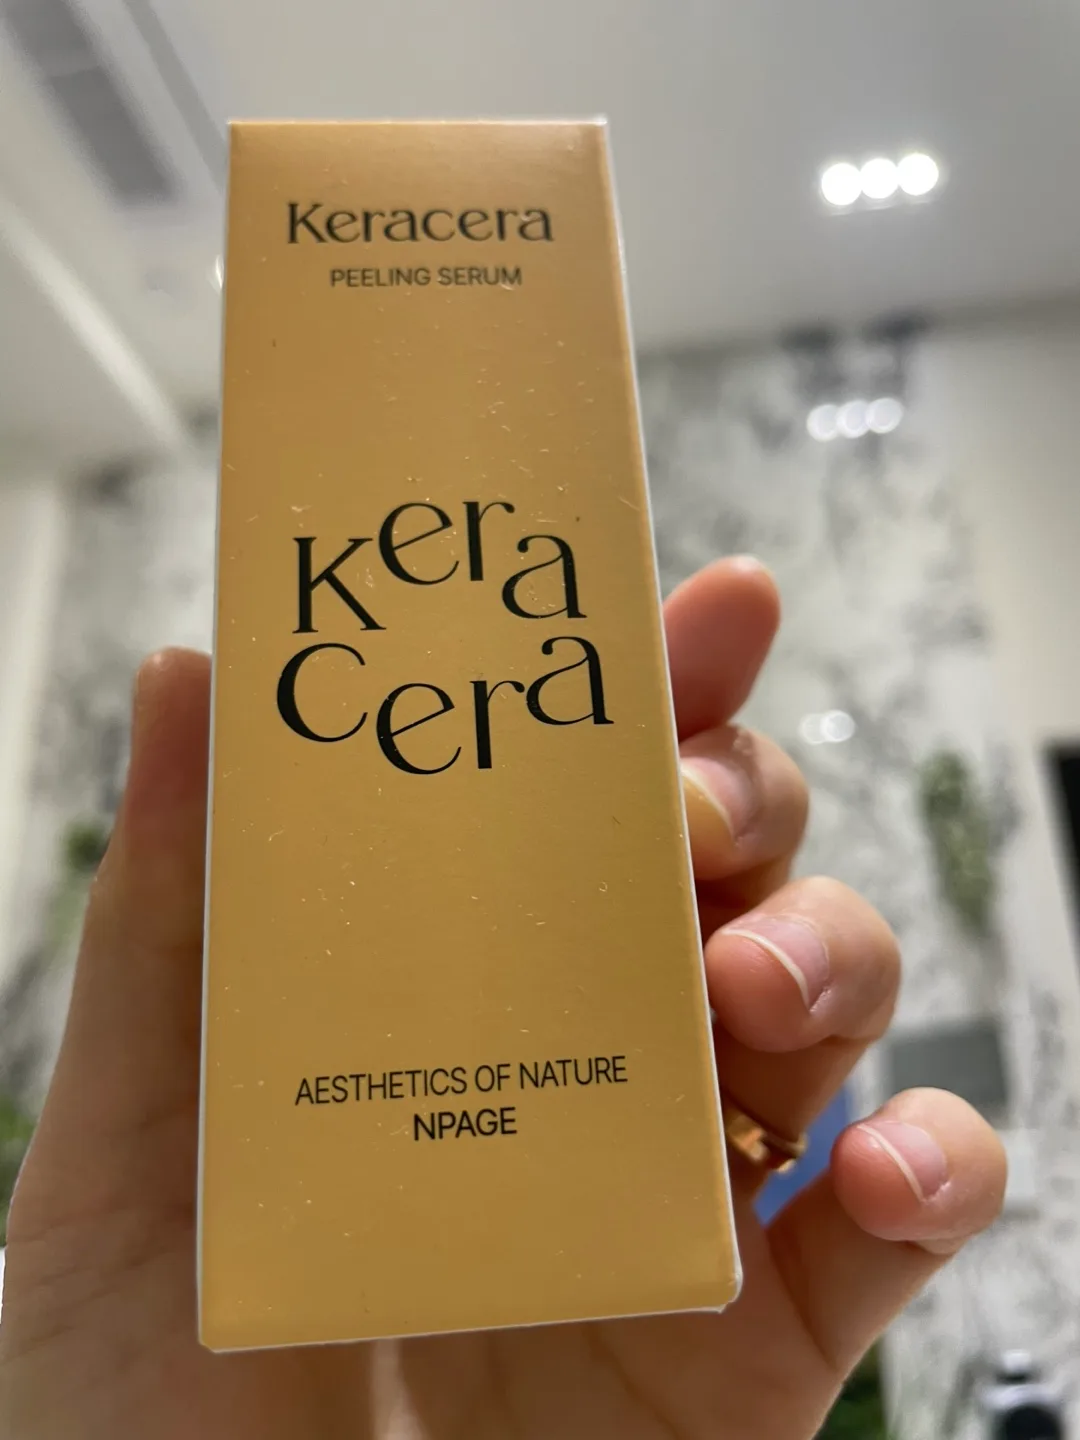 Keracera
PEELING SERUM
Kera
Cera
AESTHETICS OF NATURE
NPAGE